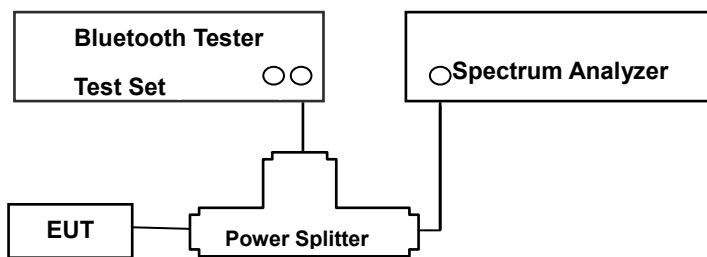 Bluetooth Tester
Test Set
Spectrum Analyzer
EUT
Power Splitter